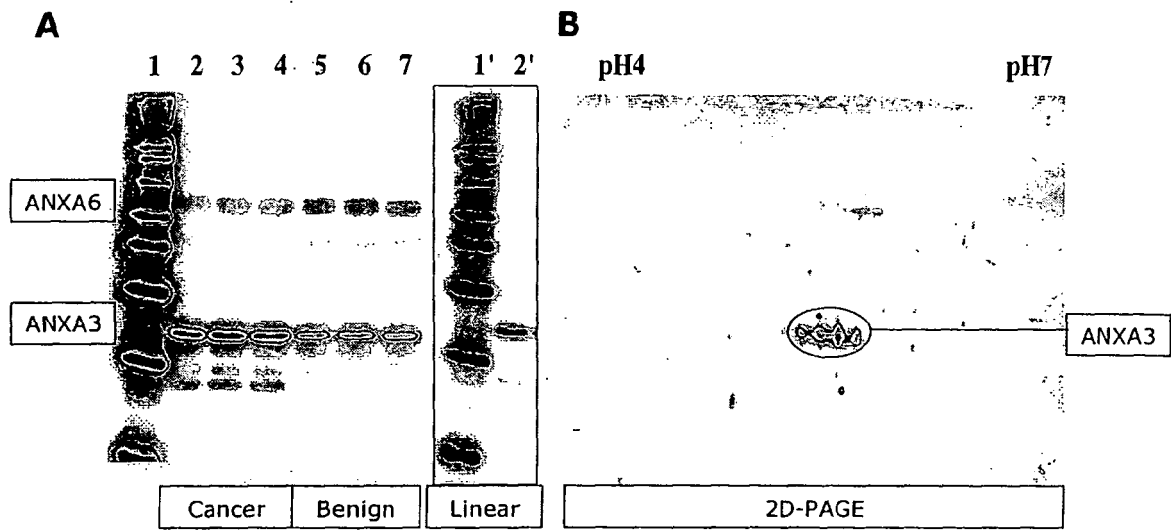 A
B
1 2 3 4 5 6 7 1' 2' pH4 pH7
ANXA6
ANXA3
ANXA3
Cancer Benign Linear 2D-PAGE